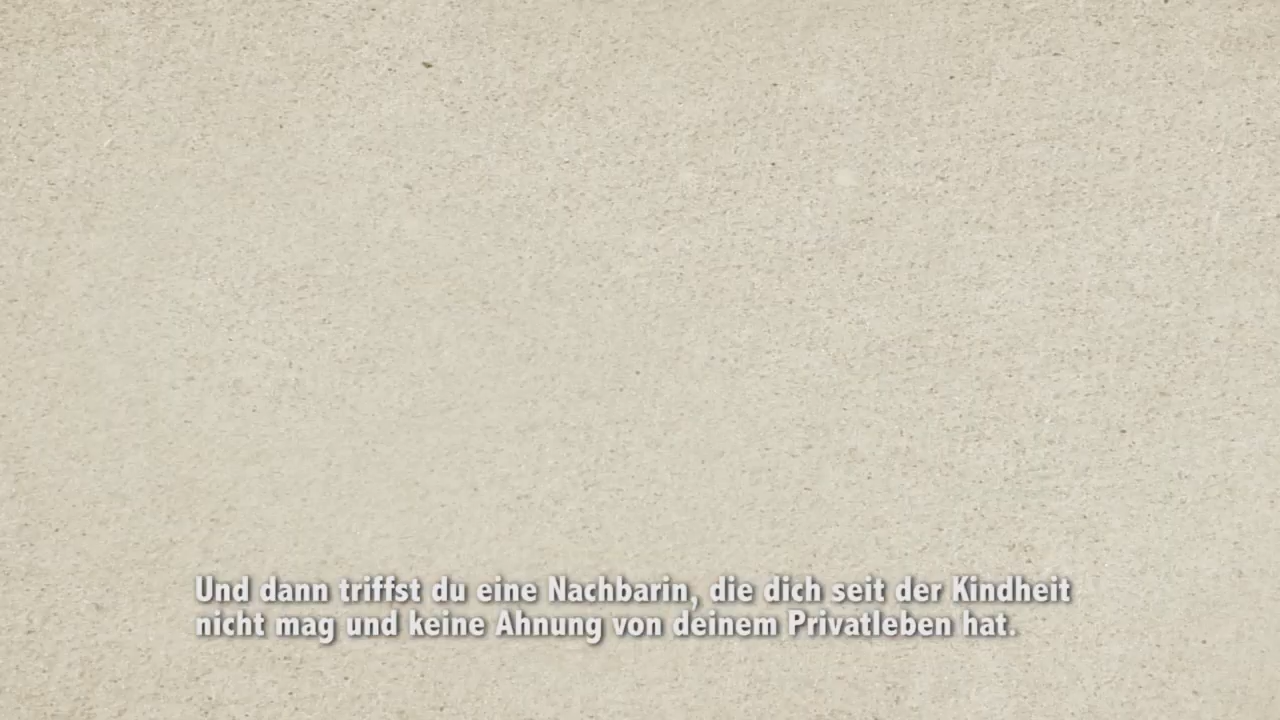 Und dann triffst du eine Nachbarin, die dich seit der Kindheit
nicht mag und keine Ahnung von deinem Privatleben hat.